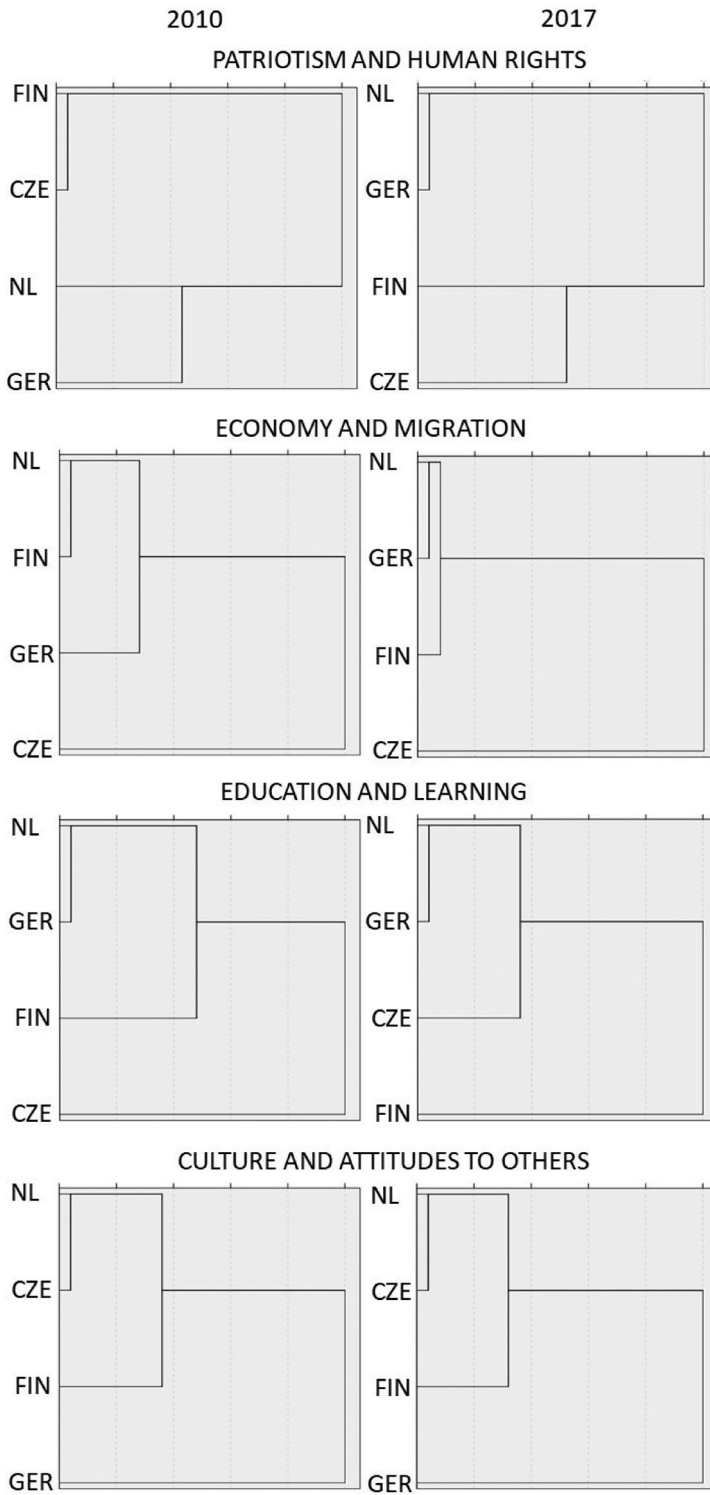 2010 2017
PATRIOTISM AND HUMAN RIGHTS
FIN NL
CZE GER
NL FIN
GER CZE
ECONOMY AND MIGRATION
NL NL
FIN GER
GER FIN
CZE CZE
EDUCATION AND LEARNING
NL NL
GER GER
FIN CZE
CZE FIN
CULTURE AND ATTITUDES TO OTHERS
NL NL
CZE CZE
FIN FIN
GER GER